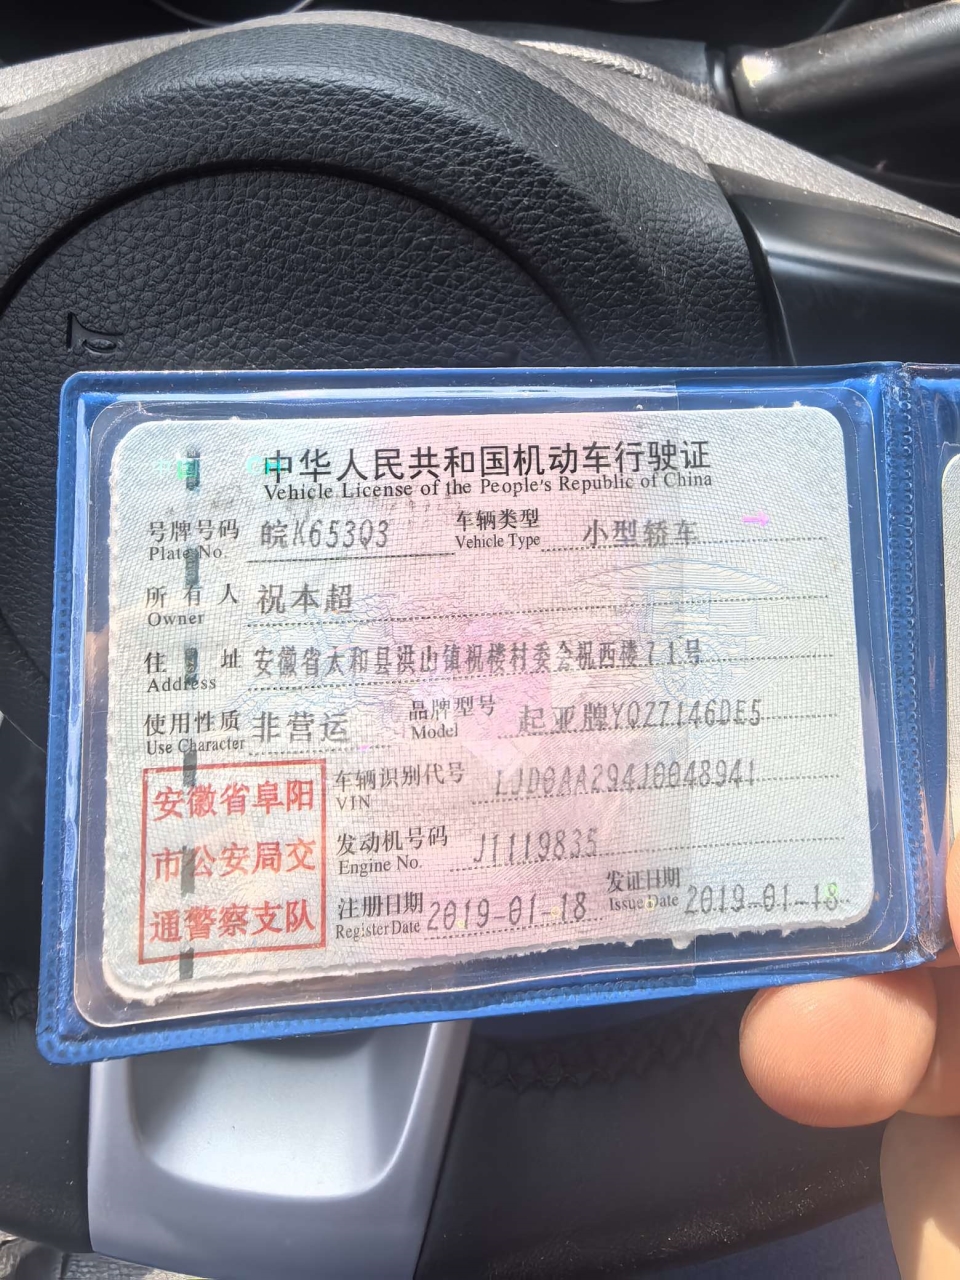 中华人民共和国机动车行驶证
Vehicle License of the People's Republic of China
号牌号码 皖K653Q3 车辆类型 小型轿车
Plate No. Vehicle Type
所有人 祝本超
Owner
住址 安徽省太和县洪山镇祝楼村委会祝西楼71号
Address
使用性质 非营运 品牌型号 起亚牌YQZ7146DE5
Use Character Model
车辆识别代号 LJD0AA294J0048941
VIN
发动机号码 J1119835
Engine No.
注册日期 2019-01-18 发证日期 2019-01-18
Register Date Issue Date
安徽省阜阳
市公安局交
通警察支队